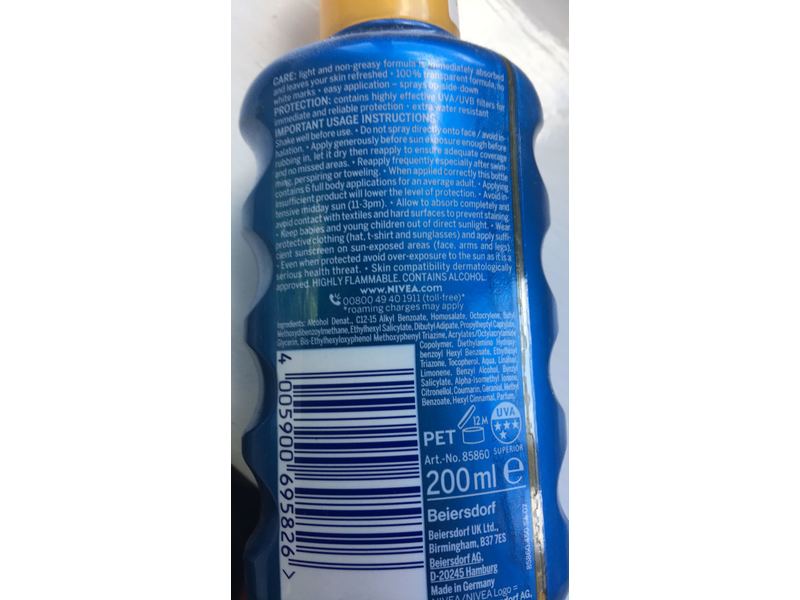 CARE: light and non-greasy formula is immediately absorbed
and leaves your skin refreshed • 100% transparent formula, no
white marks • easy application – sprays upside-down
PROTECTION: contains highly effective UVA/UVB filters for
immediate and reliable protection • extra water resistant
IMPORTANT USAGE INSTRUCTIONS
Shake well before use. • Do not spray directly onto face / avoid in-
halation. • Apply generously before sun exposure enough before
rubbing in, let it dry then reapply to ensure adequate coverage
and no missed areas. • Reapply frequently especially after swim-
ming, perspiring or toweling. • When applied correctly this bottle
contains 6 full body applications for an average adult. • Applying
insufficient product will lower the level of protection. • Avoid in-
tensive midday sun (11-3pm). • Allow to absorb completely and
avoid contact with textiles and hard surfaces to prevent staining.
• Keep babies and young children out of direct sunlight. • Wear
protective clothing (hat, t-shirt and sunglasses) and apply suffi-
cient sunscreen on sun-exposed areas (face, arms and legs).
• Even when protected avoid over-exposure to the sun as it is a
serious health threat. • Skin compatibility dermatologically
approved. HIGHLY FLAMMABLE. CONTAINS ALCOHOL.
www.NIVEA.com
00800 49 40 1911 (toll-free)*
*roaming charges may apply
Ingredients: Alcohol Denat., C12-15 Alkyl Benzoate, Homosalate, Octocrylene, Butyl
Methoxydibenzoylmethane, Ethylhexyl Salicylate, Dibutyl Adipate, Propylheptyl Caprylate,
Glycerin, Bis-Ethylhexyloxyphenol Methoxyphenyl Triazine, Acrylates/Octylacrylamide
Copolymer, Diethylamino Hydroxy-
benzoyl Hexyl Benzoate, Ethylhexyl
Triazone, Tocopherol, Aqua, Linalool,
Limonene, Benzyl Alcohol, Benzyl
Salicylate, Alpha-Isomethyl Ionone,
Citronellol, Coumarin, Geraniol, Methyl
Benzoate, Hexyl Cinnamal, Parfum
4 005900 695826 >
PET
12 M
UVA
SUPERIOR
Art.-No. 85860
200 ml e
Beiersdorf
Beiersdorf UK Ltd.,
Birmingham, B37 7ES
Beiersdorf AG,
D-20245 Hamburg
Made in Germany
NIVEA/NIVEA Logo =